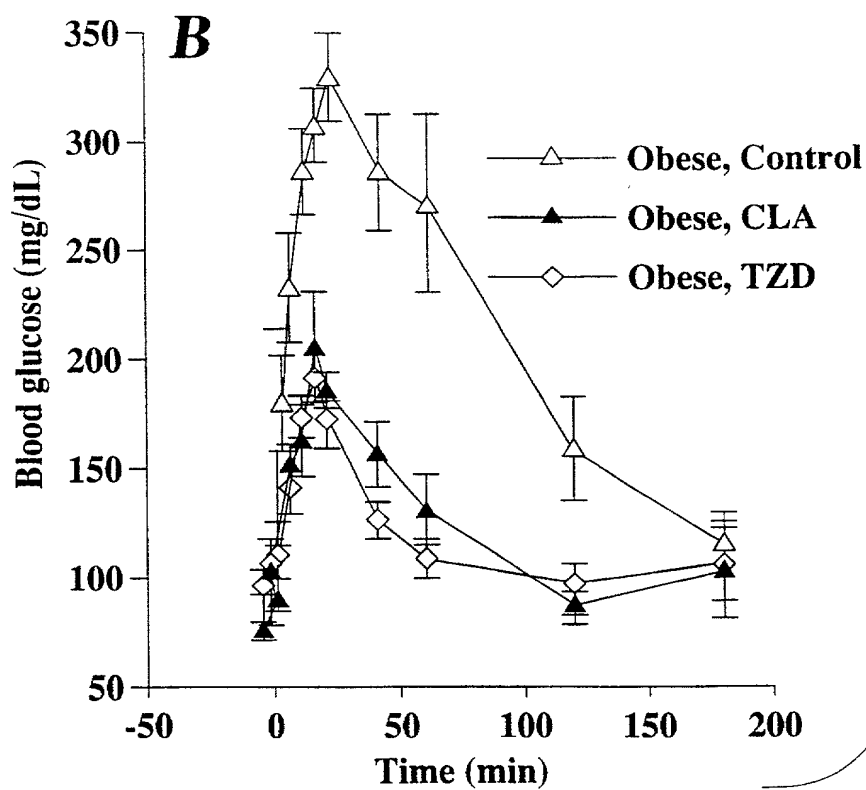 B
350
300
250
200
150
100
50
Blood glucose (mg/dL)
Obese, Control
Obese, CLA
Obese, TZD
-50 0 50 100 150 200
Time (min)